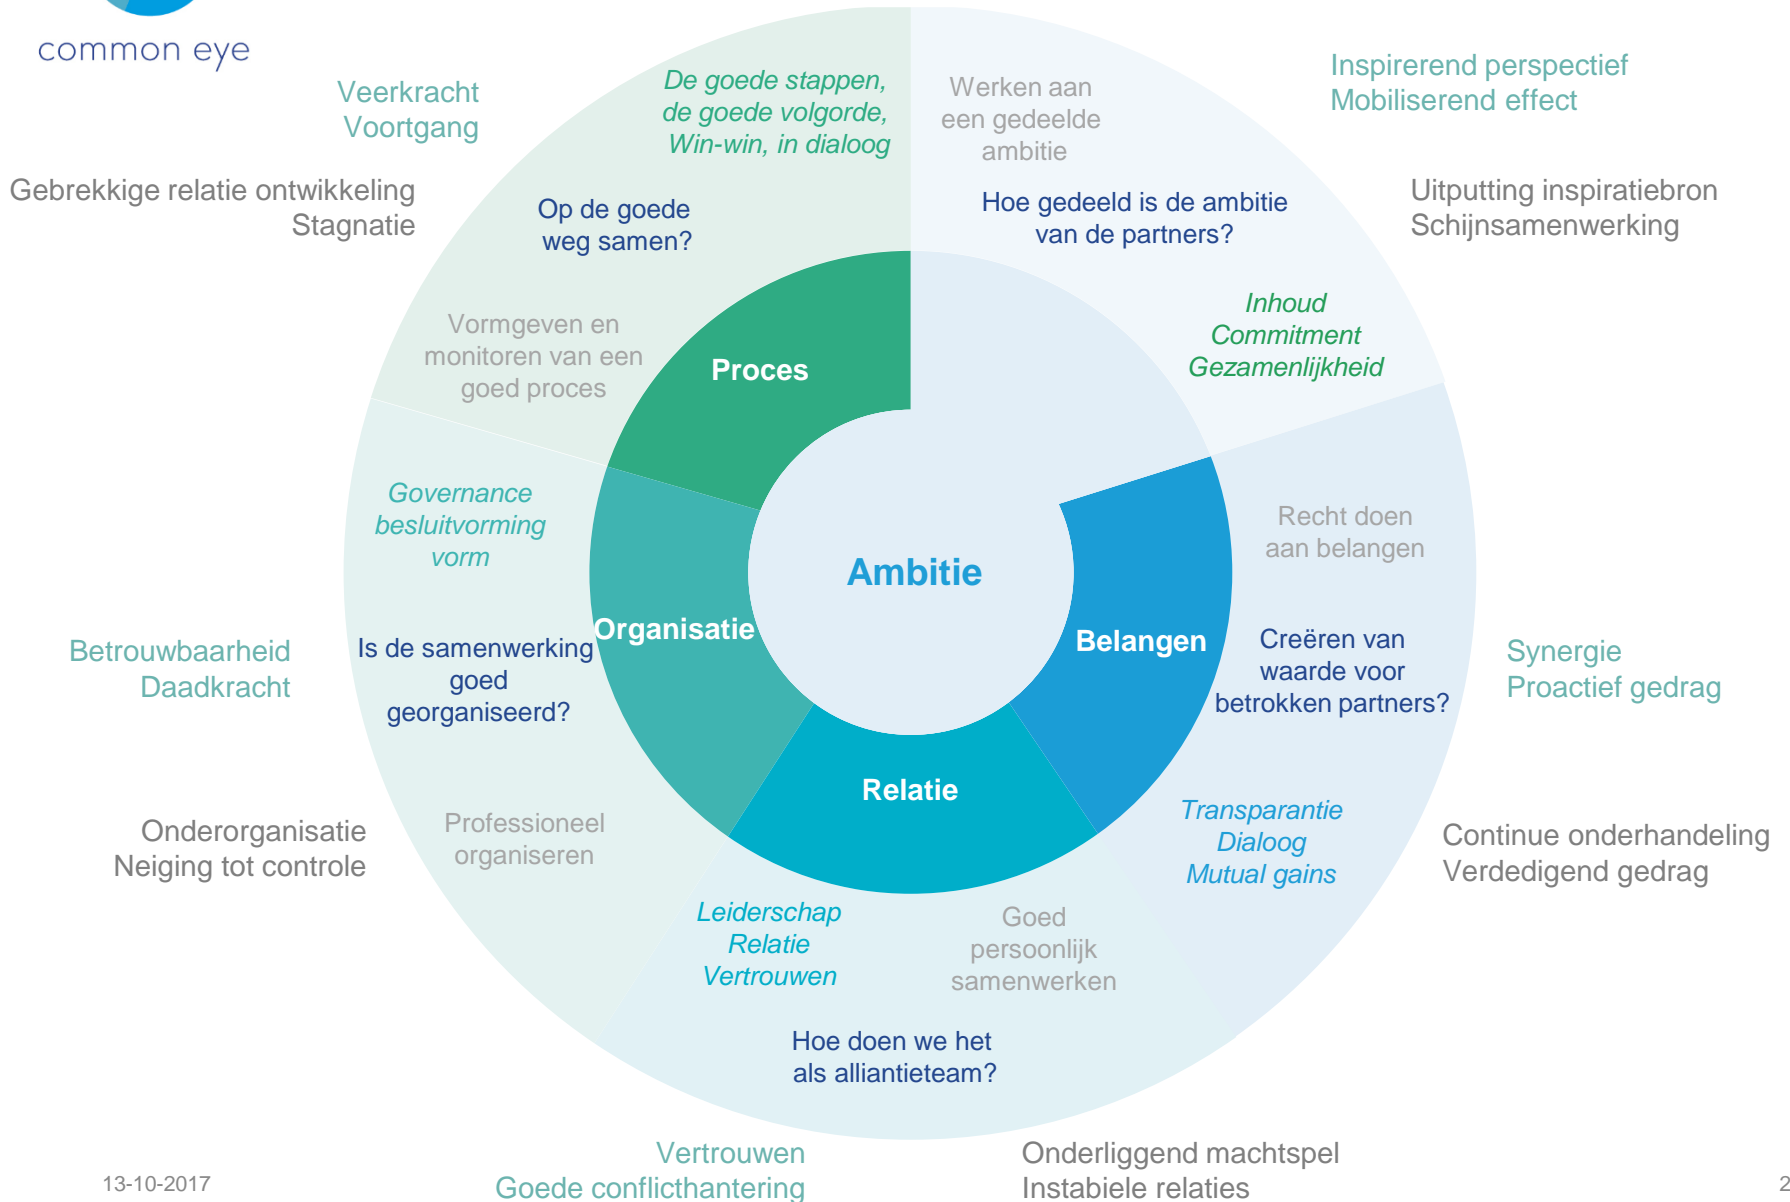 common eye
Veerkracht
Voortgang
Gebrekkige relatie ontwikkeling
Stagnatie
De goede stappen,
de goede volgorde,
Win-win, in dialoog
Op de goede
weg samen?
Vormgeven en
monitoren van een
goed proces
Proces
Werken aan
een gedeelde
ambitie
Hoe gedeeld is de ambitie
van de partners?
Inhoud
Commitment
Gezamenlijkheid
Inspirerend perspectief
Mobiliserend effect
Uitputting inspiratiebron
Schijnsamenwerking
Ambitie
Governance
besluitvorming
vorm
Organisatie
Is de samenwerking
goed
georganiseerd?
Professioneel
organiseren
Betrouwbaarheid
Daadkracht
Onderorganisatie
Neiging tot controle
Belangen
Recht doen
aan belangen
Creëren van
waarde voor
betrokken partners?
Transparantie
Dialoog
Mutual gains
Synergie
Proactief gedrag
Continue onderhandeling
Verdedigend gedrag
Relatie
Leiderschap
Relatie
Vertrouwen
Goed
persoonlijk
samenwerken
Hoe doen we het
als alliantieteam?
Vertrouwen
Goede conflicthantering
Onderliggend machtspel
Instabiele relaties
13-10-2017
2